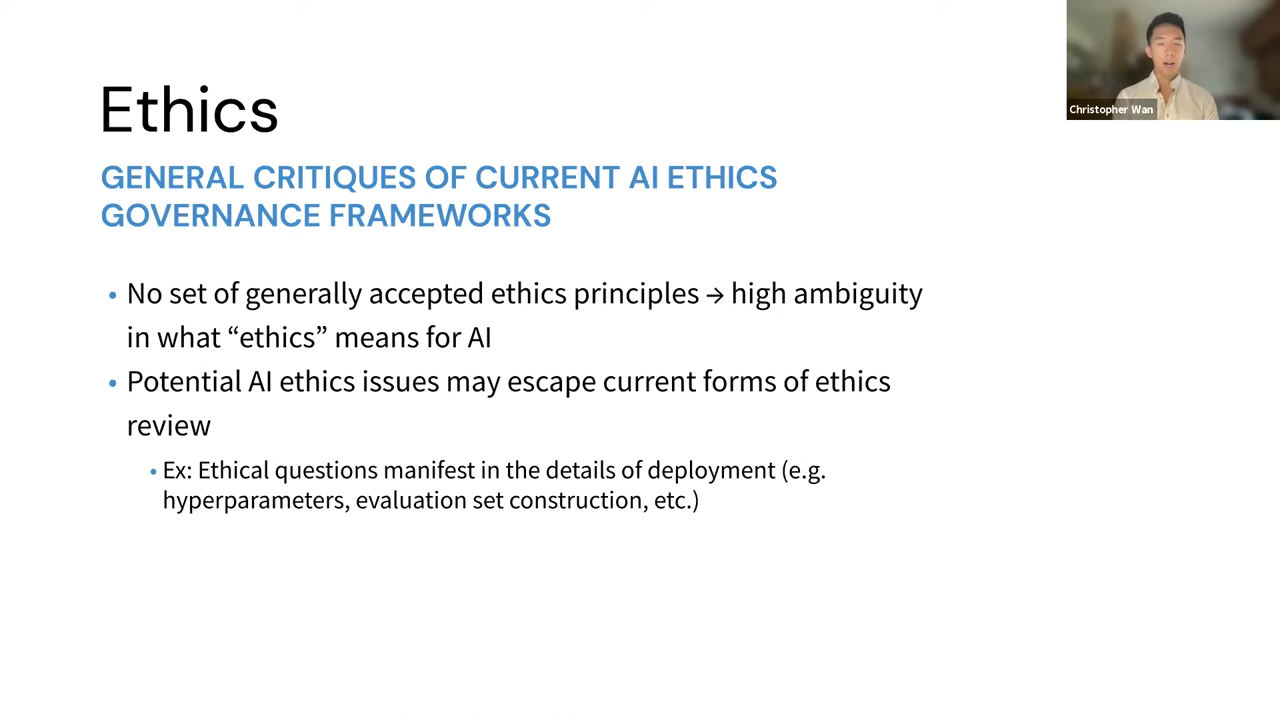 Ethics
GENERAL CRITIQUES OF CURRENT AI ETHICS
GOVERNANCE FRAMEWORKS
• No set of generally accepted ethics principles → high ambiguity
in what “ethics” means for AI
• Potential AI ethics issues may escape current forms of ethics
review
• Ex: Ethical questions manifest in the details of deployment (e.g.
hyperparameters, evaluation set construction, etc.)
Christopher Wan